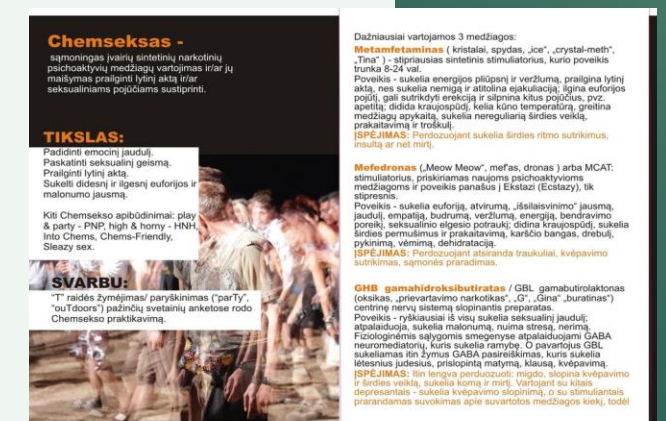 Chemseksas -
sąmoningas įvairių sintetinių narkotinių
psichoaktyvių medžiagų vartojimas ir/ar jų
maišymas prailginti lytinį aktą ir/ar
seksualiniams pojūčiams sustiprinti.
TIKSLAS:
Padidinti emocinį jaudulį.
Paskatinti seksualinį geismą.
Prailginti lytinį aktą.
Sukelti didesnį ir ilgesnį euforijos ir
malonumo jausmą.
Kiti Chemsekso apibūdinimai: play
& party - PNP, high & horny - HNH,
Into Chems, Chems-Friendly,
Sleazy sex.
SVARBU:
"T" raidės žymėjimas/ paryškinimas ("parTy",
"ouTdoors") pažinčių svetainių anketose rodo
Chemsekso praktikavimą.
Dažniausiai vartojamos 3 medžiagos:
Metamfetaminas ( kristalai, spydas, „ice“, „crystal-meth“,
„Tina“ ) - stipriausias sintetinis stimuliatorius, kurio poveikis
trunka 8-24 val.
Poveikis - sukelia energijos pliūpsnį ir veržlumą, prailgina lytinį
aktą, nes sukelia nemigą ir atitolina ejakuliaciją; ilgina euforijos
pojūtį, gali sutrikdyti erekciją ir silpnina kitus pojūčius, pvz.
apetitą; didida kraujospūdį, kelia kūno temperatūrą, greitina
medžiagų apykaitą, sukelia nereguliarią širdies veiklą,
prakaitavimą ir troškulį.
ĮSPĖJIMAS: Perdozuojant sukelia širdies ritmo sutrikimus,
insultą ar net mirtį.
Mefedronas („Meow Meow“, mef'as, dronas ) arba MCAT:
stimuliatorius, priskiriamas naujoms psichoaktyvioms
medžiagoms ir poveikis panašus į Ekstazi (Ecstazy), tik
stipresnis.
Poveikis - sukelia euforiją, atvirumą, „išsilaisvinimo“ jausmą,
jaudulį, empatiją, budrumą, veržlumą, energiją, bendravimo
poreikį, seksualinio elgesio potraukį; didina kraujospūdį, sukelia
širdies permušimus ir prakaitavimą, karščio bangas, drebulį,
pykinimą, vėmimą, dehidrataciją.
ĮSPĖJIMAS: Perdozavus atsiranda traukuliai, kvėpavimo
sutrikimas, sąmonės praradimas.
GHB gamahidroksibutiratas / GBL gamabutirolaktonas
(oksikas, „prievartavimo narkotikas“, „G“, „Gina“ „buratinas“)
centrinę nervų sistemą slopinantis preparatas.
Poveikis - ryškiausiai iš visų sukelia seksualinį jaudulį;
atpalaiduoja, sukelia malonumą, nuima stresą, nerimą.
Fiziologinėmis sąlygomis smegenyse atpalaiduojami GABA
neuromediatorių, kuris sukelia ramybę. O pavartojus GBL
sukeliamas itin žymus GABA pasireiškimas, kuris sukelia
lėtesnius judesius, prislopintą matymą, klausą, kvėpavimą.
ĮSPĖJIMAS: Itin lengva perdozuoti: migdo, slopina kvėpavimo
ir širdies veiklą, sukelia komą ir mirtį. Vartojant su kitais
depresantais - sukelia kvėpavimo slopinimą, o su stimuliantais
prarandamas suvokimas apie suvartotos medžiagos kiekį, todėl